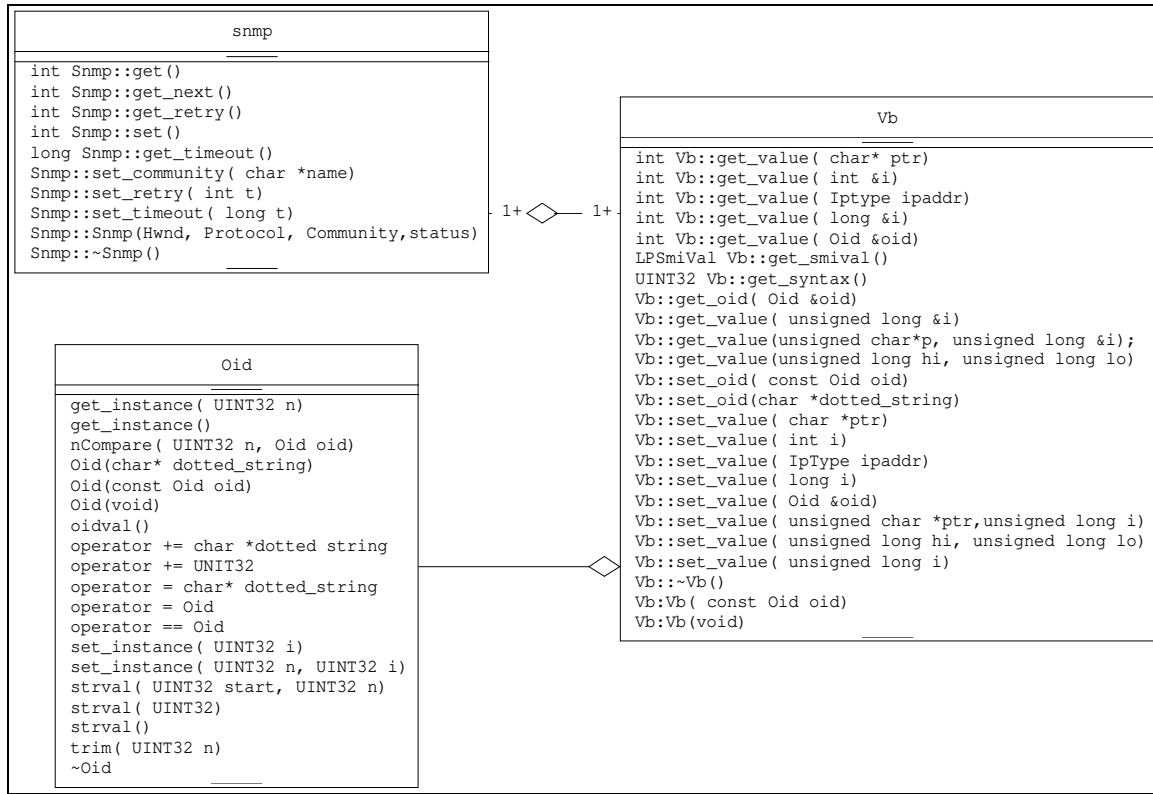 snmp
int Snmp::get()
int Snmp::get_next()
int Snmp::get_retry()
int Snmp::set()
long Snmp::get_timeout()
Snmp::set_community( char *name)
Snmp::set_retry( int t)
Snmp::set_timeout( long t)
Snmp::Snmp(Hwnd, Protocol, Community,status)
Snmp::~Snmp()
1+
1+
Vb
int Vb::get_value( char* ptr)
int Vb::get_value( int &i)
int Vb::get_value( Iptype ipaddr)
int Vb::get_value( long &i)
int Vb::get_value( Oid &oid)
LPSmiVal Vb::get_smival()
UINT32 Vb::get_syntax()
Vb::get_oid( Oid &oid)
Vb::get_value( unsigned long &i)
Vb::get_value(unsigned char*p, unsigned long &i);
Vb::get_value(unsigned long hi, unsigned long lo)
Vb::set_oid( const Oid oid)
Vb::set_oid(char *dotted_string)
Vb::set_value( char *ptr)
Vb::set_value( int i)
Vb::set_value( IpType ipaddr)
Vb::set_value( long i)
Vb::set_value( Oid &oid)
Vb::set_value( unsigned char *ptr,unsigned long i)
Vb::set_value( unsigned long hi, unsigned long lo)
Vb::set_value( unsigned long i)
Vb::~Vb()
Vb:Vb( const Oid oid)
Vb:Vb(void)
Oid
get_instance( UINT32 n)
get_instance()
nCompare( UINT32 n, Oid oid)
Oid(char* dotted_string)
Oid(const Oid oid)
Oid(void)
oidval()
operator += char *dotted string
operator += UNIT32
operator = char* dotted_string
operator = Oid
operator == Oid
set_instance( UINT32 i)
set_instance( UINT32 n, UINT32 i)
strval( UINT32 start, UINT32 n)
strval( UINT32)
strval()
trim( UINT32 n)
~Oid